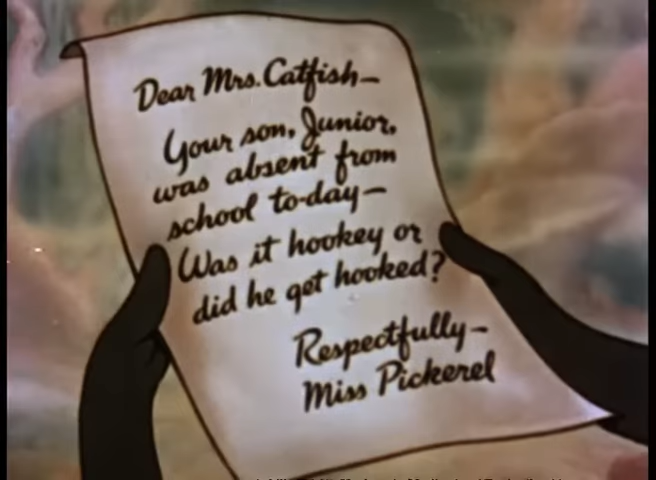 Dear Mrs. Catfish—
Your son, Junior,
was absent from
school to-day—
Was it hookey or
did he get hooked?
Respectfully—
Miss Pickerel